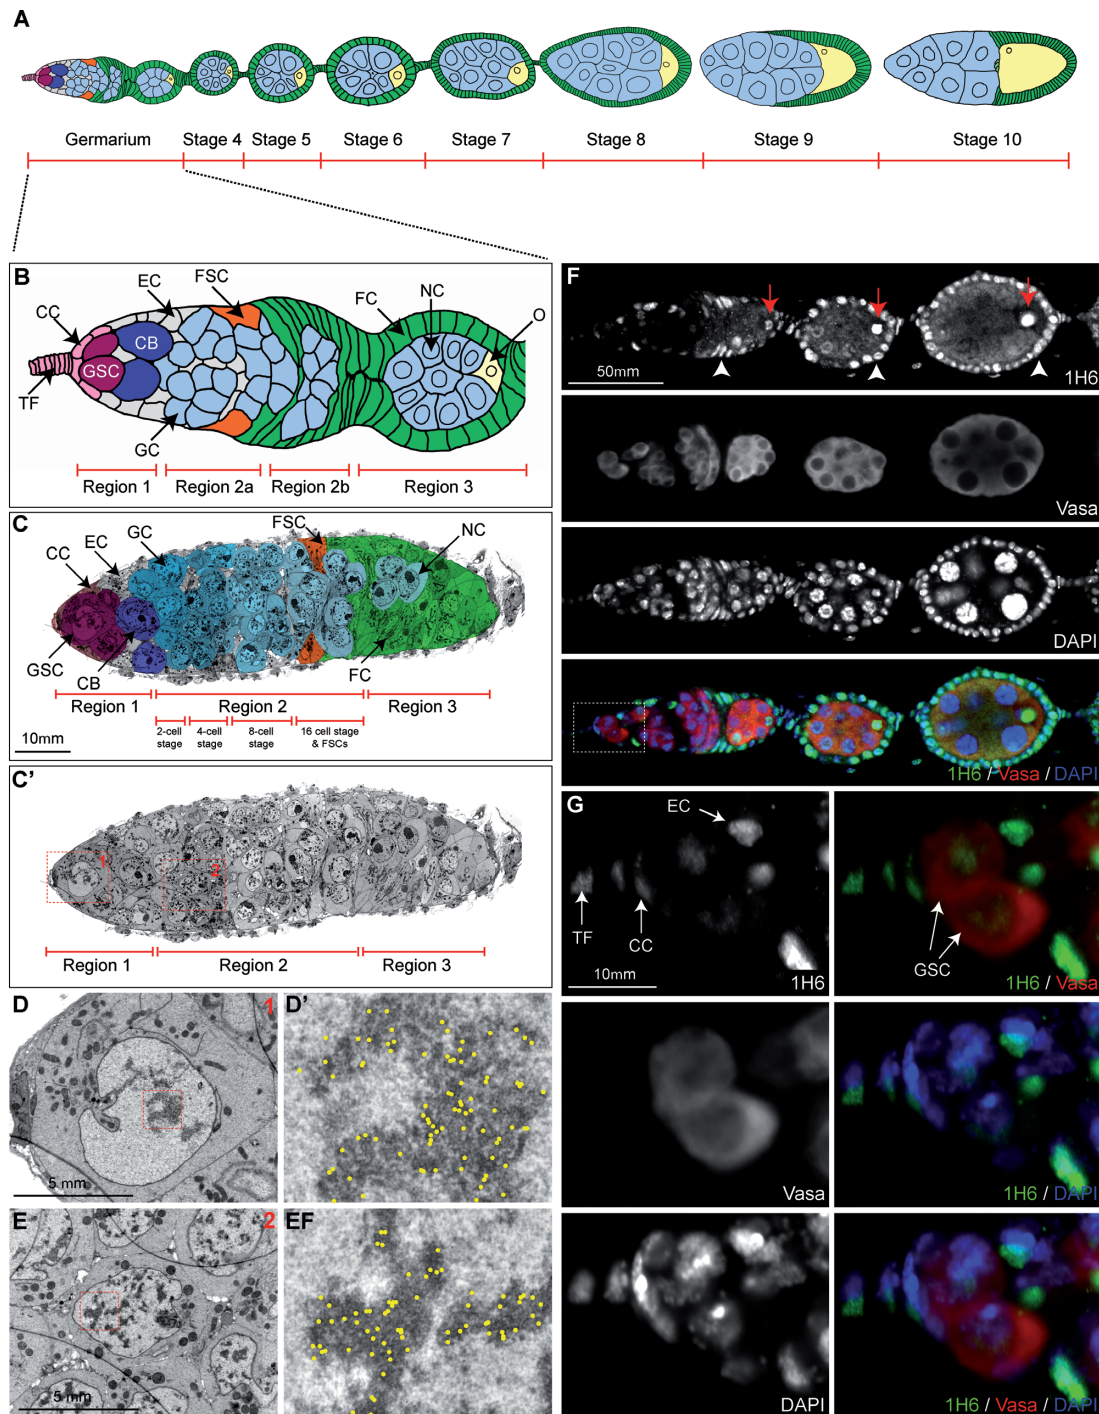 A
Germarium Stage 4 Stage 5 Stage 6 Stage 7 Stage 8 Stage 9 Stage 10
B
EC FSC FC NC O
CC CB GSC TF GC
Region 1 Region 2a Region 2b Region 3
C
CC EC GC FSC NC
GSC CB FC
Region 1 Region 2 Region 3
2-cell stage 4-cell stage 8-cell stage 16 cell stage & FSCs
10mm
C'
1 2
Region 1 Region 2 Region 3
D 1
5 mm
D'
E 2
5 mm
EF
F
50mm
1H6
Vasa
DAPI
1H6 / Vasa / DAPI
G
EC
TF CC
10mm
1H6
GSC
1H6 / Vasa
Vasa
1H6 / DAPI
DAPI
1H6 / Vasa / DAPI